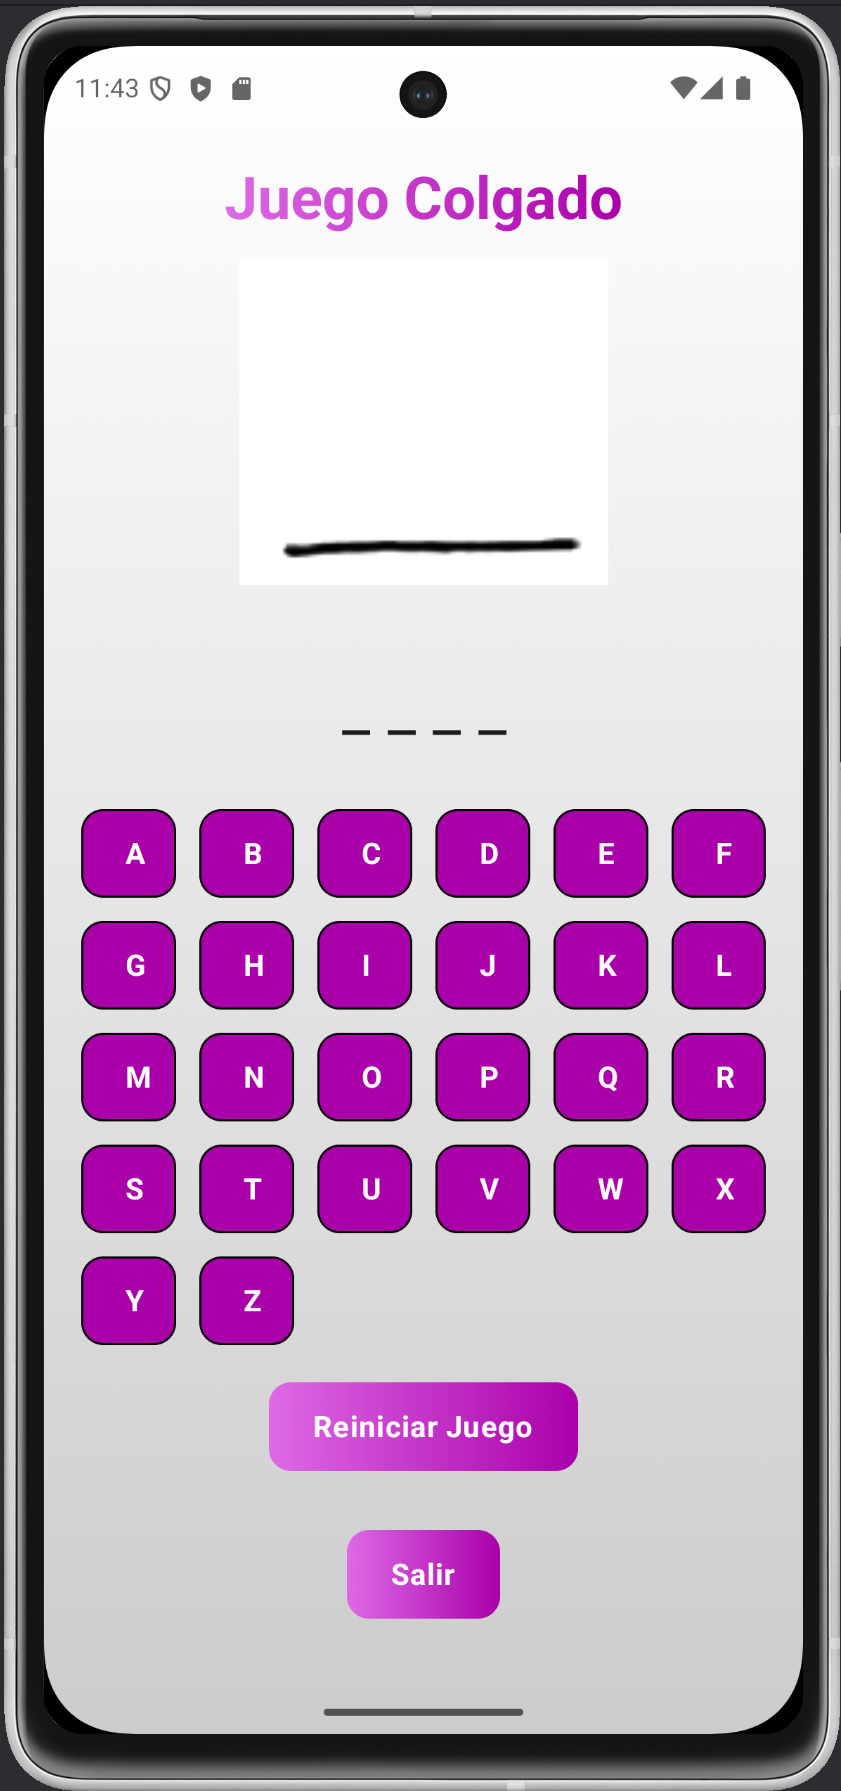 11:43
Juego Colgado
_ _ _ _
A B C D E F
G H I J K L
M N O P Q R
S T U V W X
Y Z
Reiniciar Juego
Salir